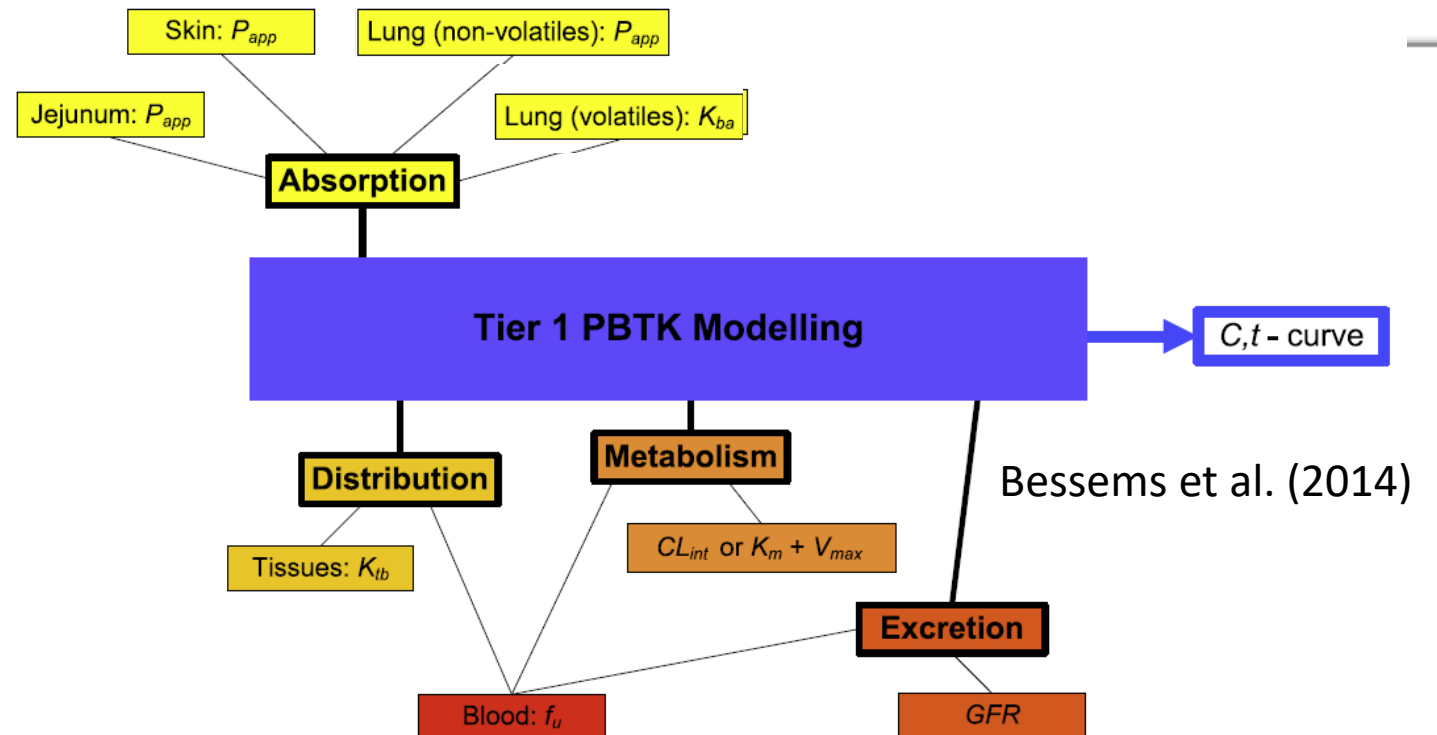 Skin: Papp
Lung (non-volatiles): Papp
Jejunum: Papp
Lung (volatiles): Kba
Absorption
Tier 1 PBTK Modelling
C,t - curve
Metabolism
Distribution
Bessems et al. (2014)
CLint or Km + Vmax
Tissues: Ktb
Excretion
Blood: fu
GFR